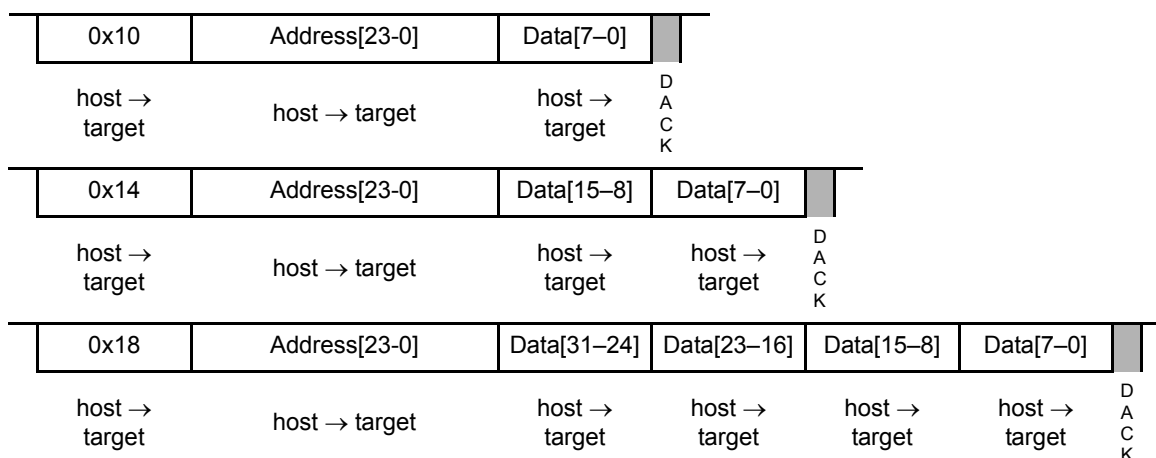 0x10 Address[23-0] Data[7–0]
host → target host → target host → target DACK
0x14 Address[23-0] Data[15–8] Data[7–0]
host → target host → target host → target host → target DACK
0x18 Address[23-0] Data[31–24] Data[23–16] Data[15–8] Data[7–0]
host → target host → target host → target host → target host → target host → target DACK